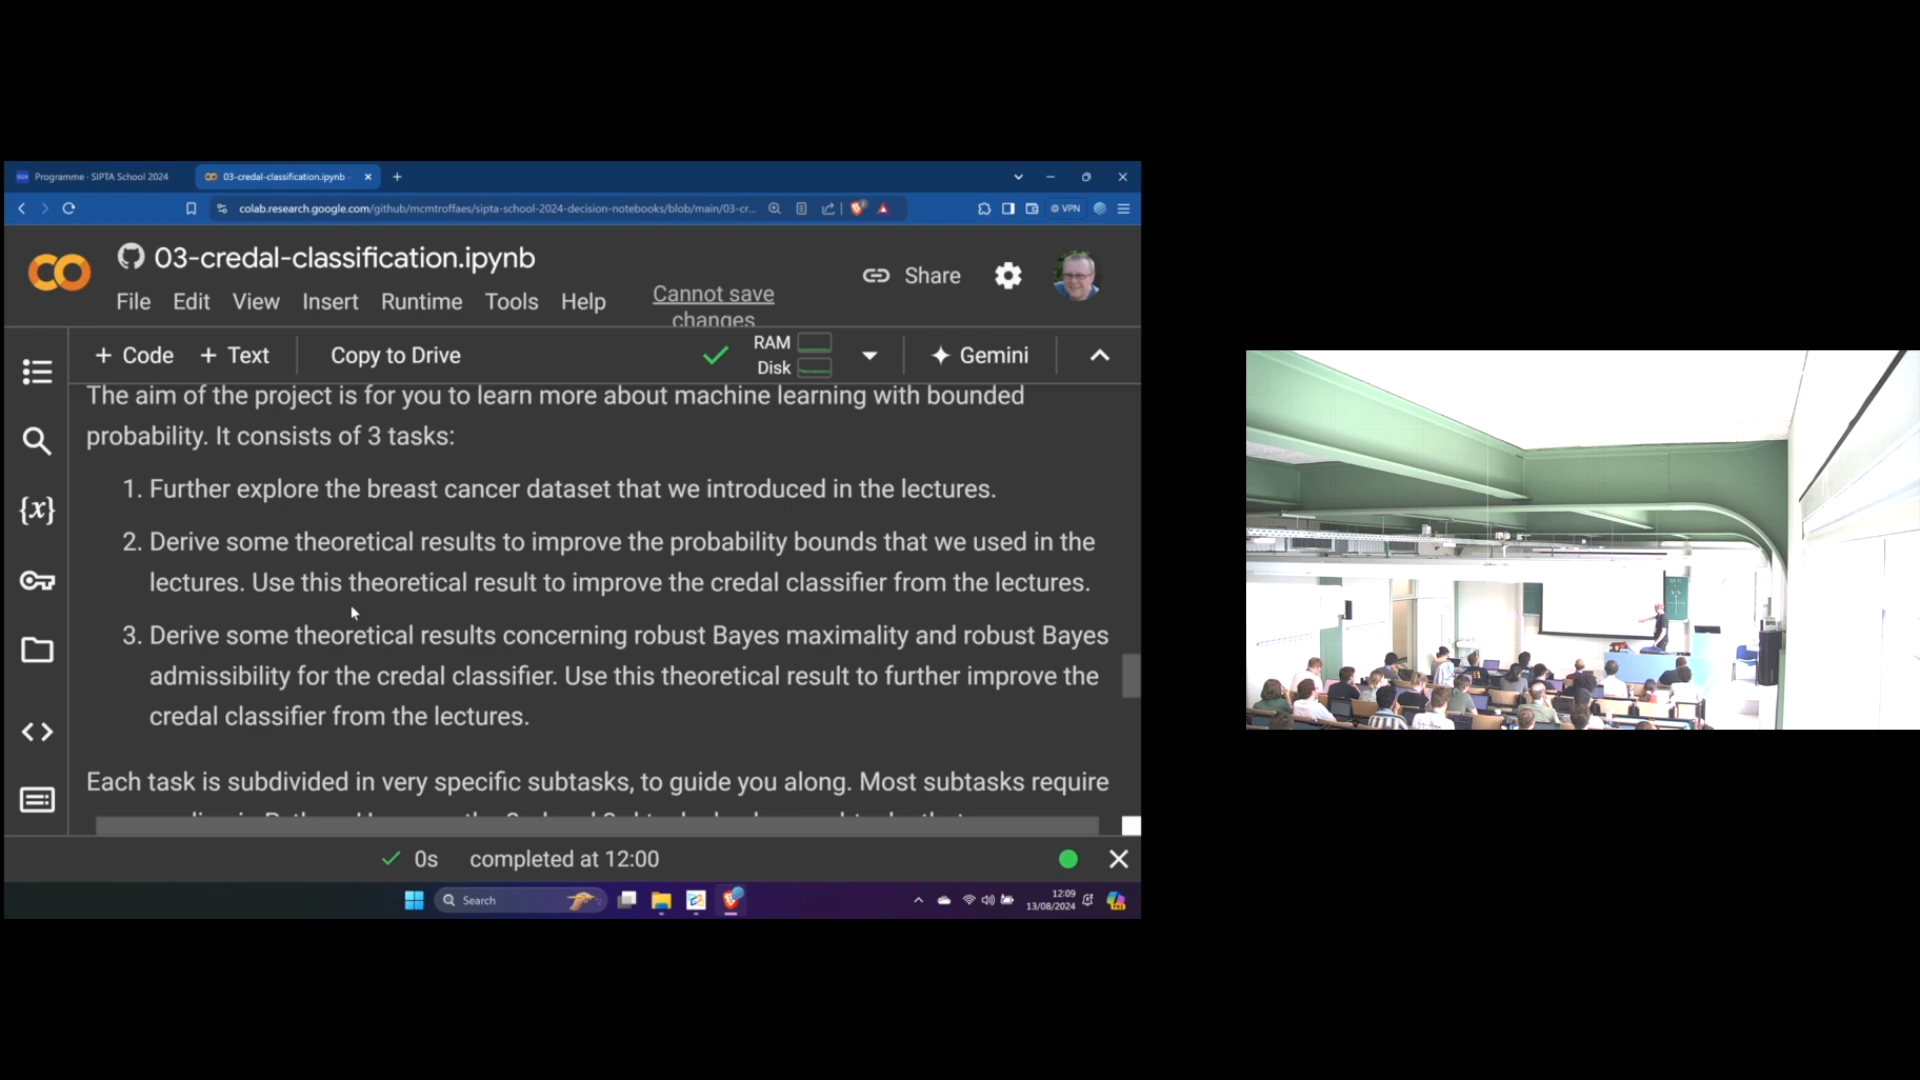 Programme - SIPTA School 2024
03-credal-classification.ipynb -
colab.research.google.com/github/mcmtroffaes/sipta-school-2024-decision-notebooks/blob/main/03-cr...
VPN
03-credal-classification.ipynb
File Edit View Insert Runtime Tools Help
Cannot save
changes
Share
+ Code + Text Copy to Drive
RAM
Disk
Gemini
The aim of the project is for you to learn more about machine learning with bounded
probability. It consists of 3 tasks:
1. Further explore the breast cancer dataset that we introduced in the lectures.
2. Derive some theoretical results to improve the probability bounds that we used in the
lectures. Use this theoretical result to improve the credal classifier from the lectures.
3. Derive some theoretical results concerning robust Bayes maximality and robust Bayes
admissibility for the credal classifier. Use this theoretical result to further improve the
credal classifier from the lectures.
Each task is subdivided in very specific subtasks, to guide you along. Most subtasks require
0s completed at 12:00
Search
12:09
13/08/2024